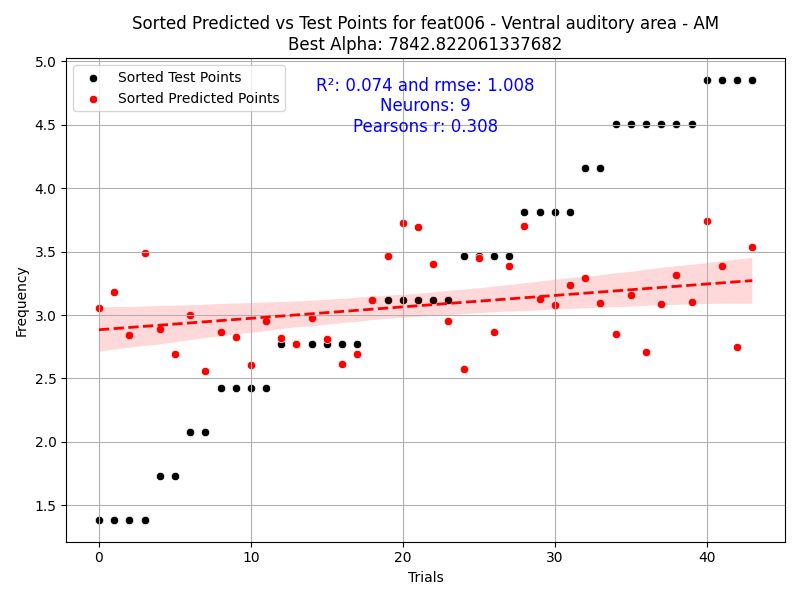 Sorted Predicted vs Test Points for feat006 - Ventral auditory area - AM
Best Alpha: 7842.822061337682
Sorted Test Points
Sorted Predicted Points
R²: 0.074 and rmse: 1.008
Neurons: 9
Pearsons r: 0.308
5.0
4.5
4.0
3.5
3.0
2.5
2.0
1.5
Frequency
0
10
20
30
40
Trials